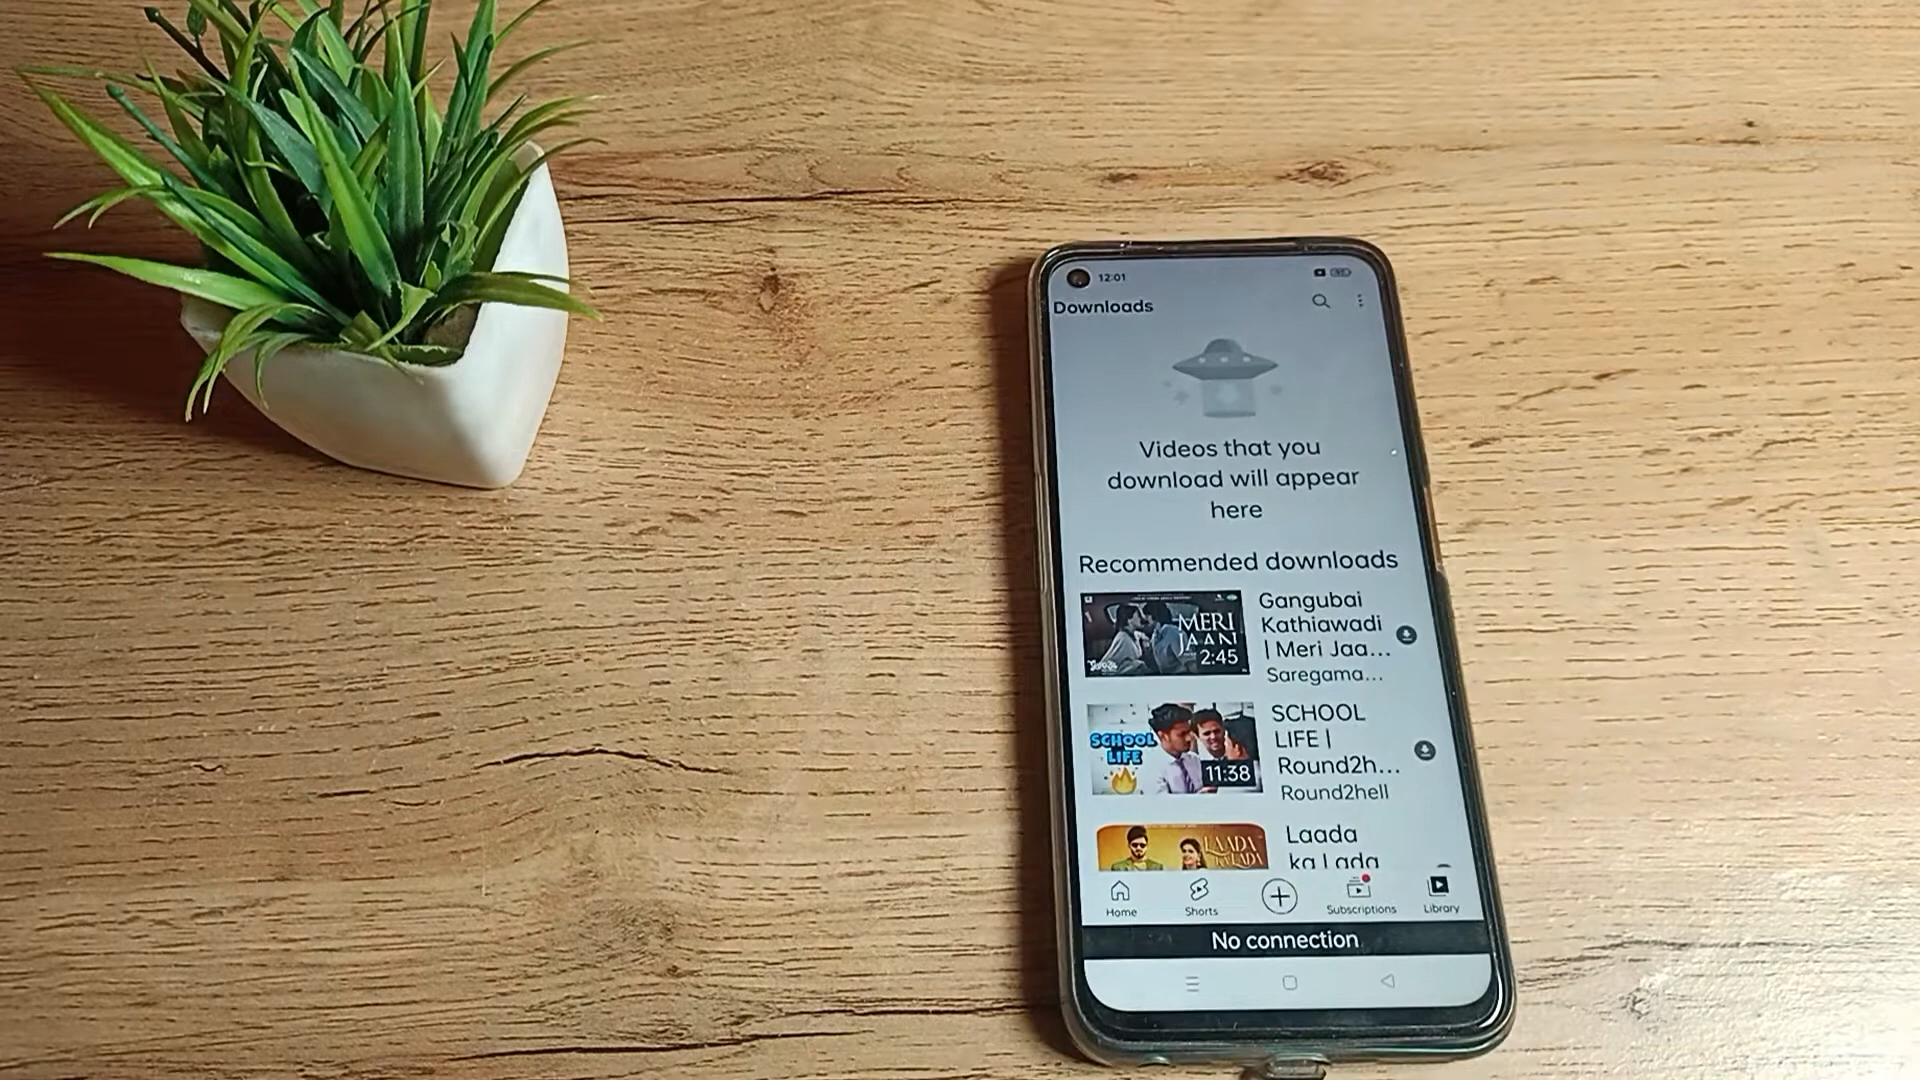 12:01
Downloads
Videos that you
download will appear
here
Recommended downloads
MERI
JAAN
2:45
Gangubai
Kathiawadi
| Meri Jaa...
Saregama...
SCHOOL
LIFE
11:38
SCHOOL
LIFE |
Round2h...
Round2hell
LAADA
KA LADA
Laada
ka Lada
Home
Shorts
Subscriptions
Library
No connection